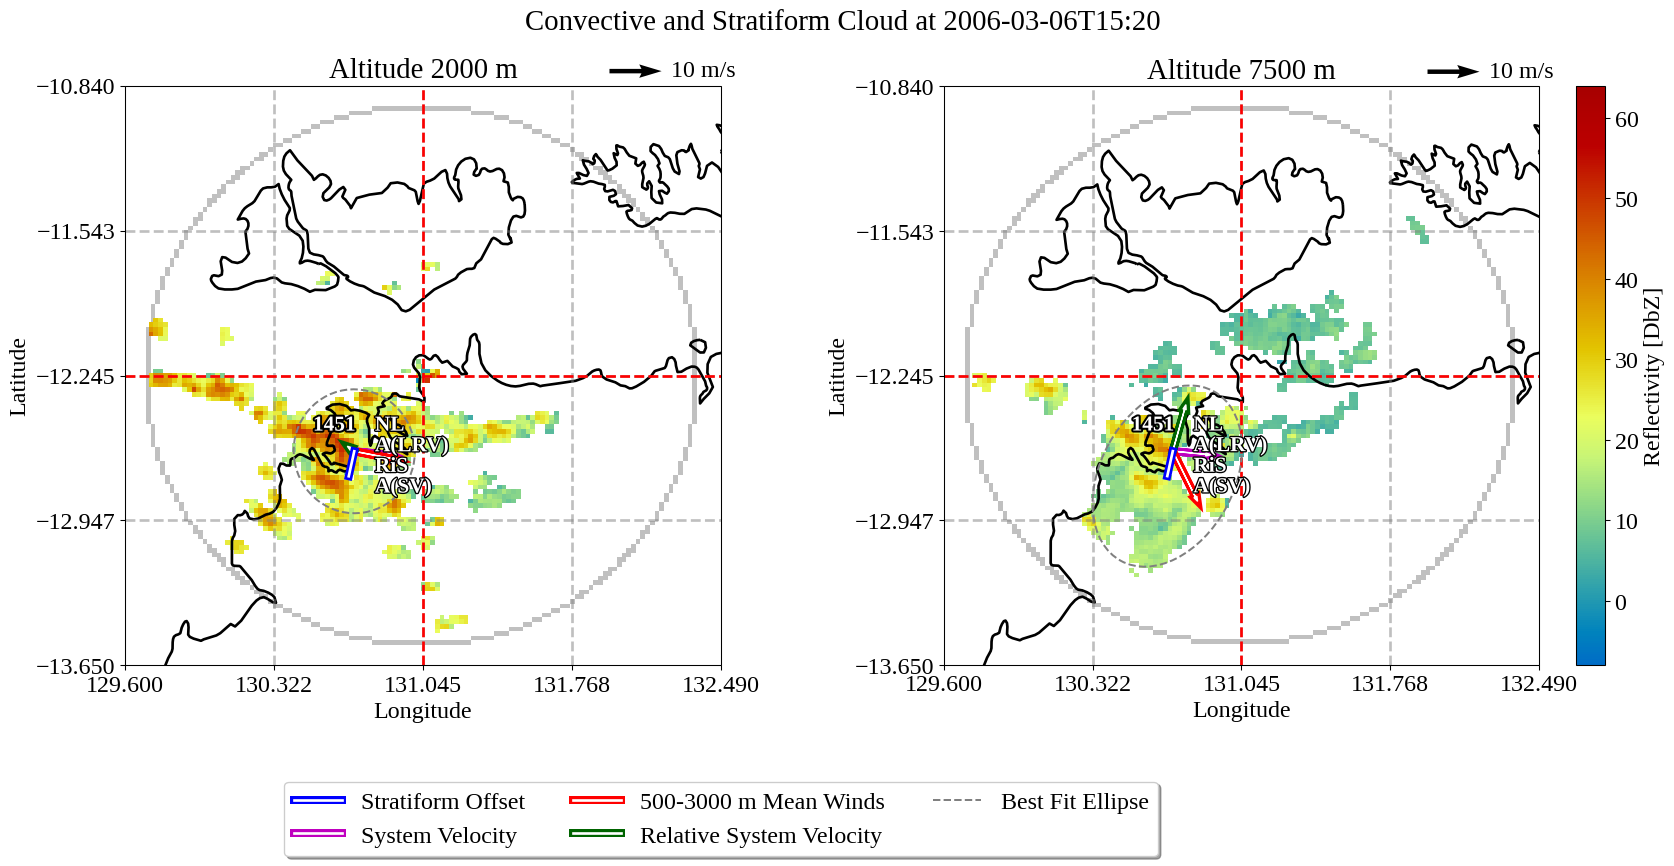 Convective and Stratiform Cloud at 2006-03-06T15:20
Altitude 2000 m
10 m/s
−10.840
−11.543
−12.245
−12.947
−13.650
Latitude
129.600
130.322
131.045
131.768
132.490
Longitude
1451
NL
A(LRV)
RiS
A(SV)
Altitude 7500 m
10 m/s
−10.840
−11.543
−12.245
−12.947
−13.650
Latitude
129.600
130.322
131.045
131.768
132.490
Longitude
1451
NL
A(LRV)
RiS
A(SV)
60
50
40
30
20
10
0
Reflectivity [DbZ]
Stratiform Offset
System Velocity
500-3000 m Mean Winds
Relative System Velocity
Best Fit Ellipse